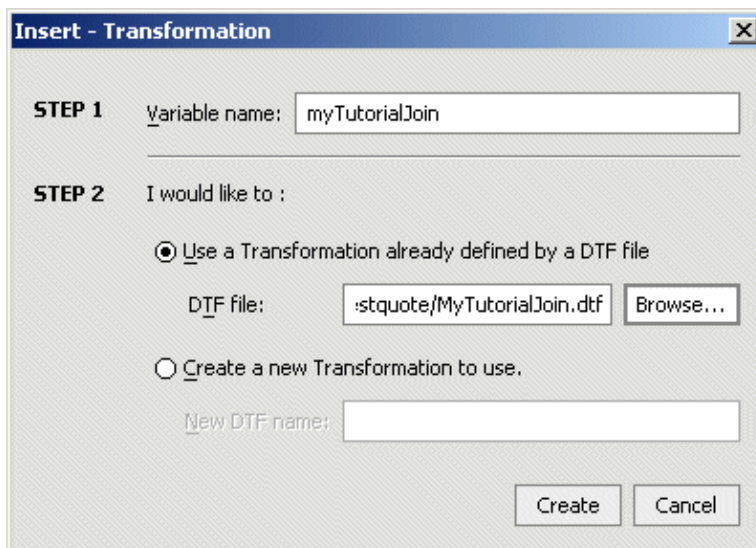 Insert - Transformation
STEP 1 Variable name: myTutorialJoin
STEP 2 I would like to :
Use a Transformation already defined by a DTF file
DTF file: :stquote/MyTutorialJoin.dtf Browse...
Create a new Transformation to use.
New DTF name:
Create Cancel